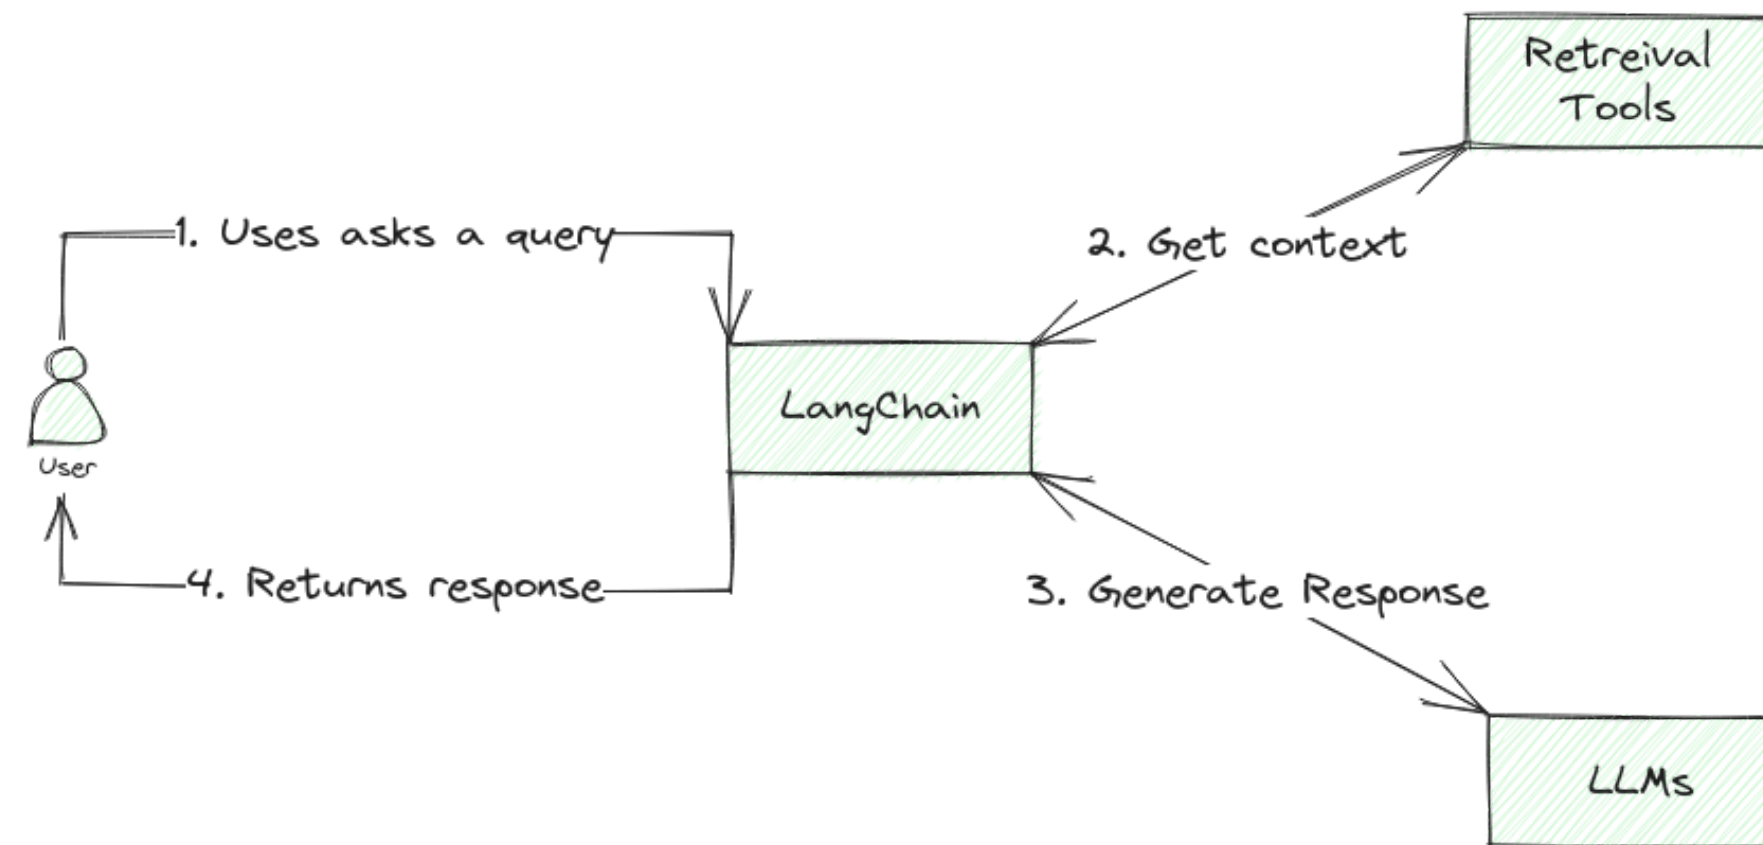 Retreival
Tools
1. Uses asks a query
2. Get context
LangChain
User
4. Returns response
3. Generate Response
LLMs